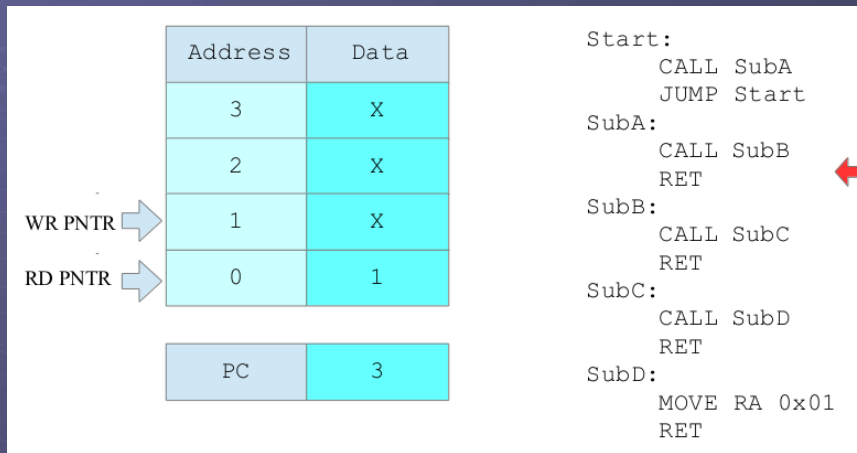 Address Data
3 X
2 X
WR PNTR 1 X
RD PNTR 0 1
PC 3
Start:
CALL SubA
JUMP Start
SubA:
CALL SubB
RET
SubB:
CALL SubC
RET
SubC:
CALL SubD
RET
SubD:
MOVE RA 0x01
RET